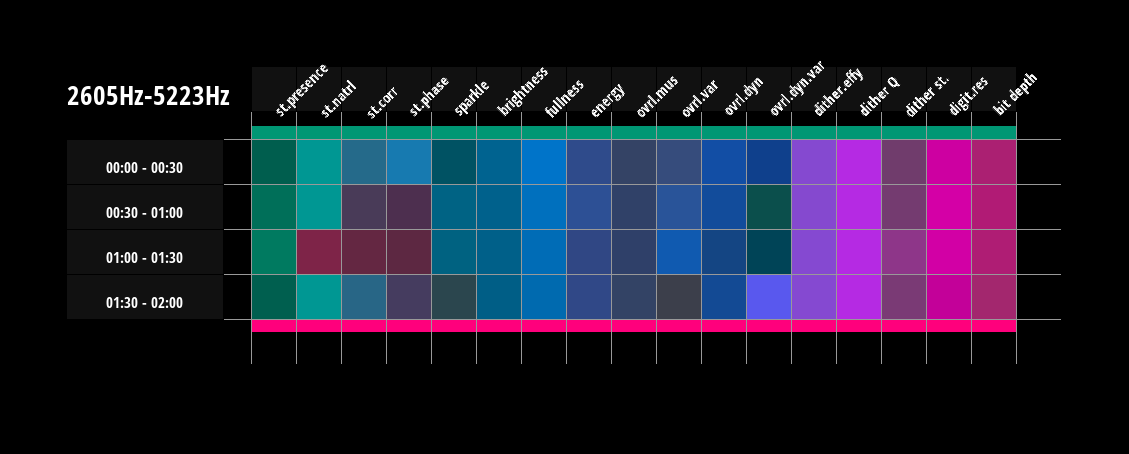 2605Hz-5223Hz
st.presence
st.natrl
st.corr
st.phase
sparkle
brightness
fullness
energy
ovrl.mus
ovrl.var
ovrl.dyn
ovrl.dyn.var
dither.effy
dither Q
dither st.
digit.res
bit depth
00:00 - 00:30
00:30 - 01:00
01:00 - 01:30
01:30 - 02:00